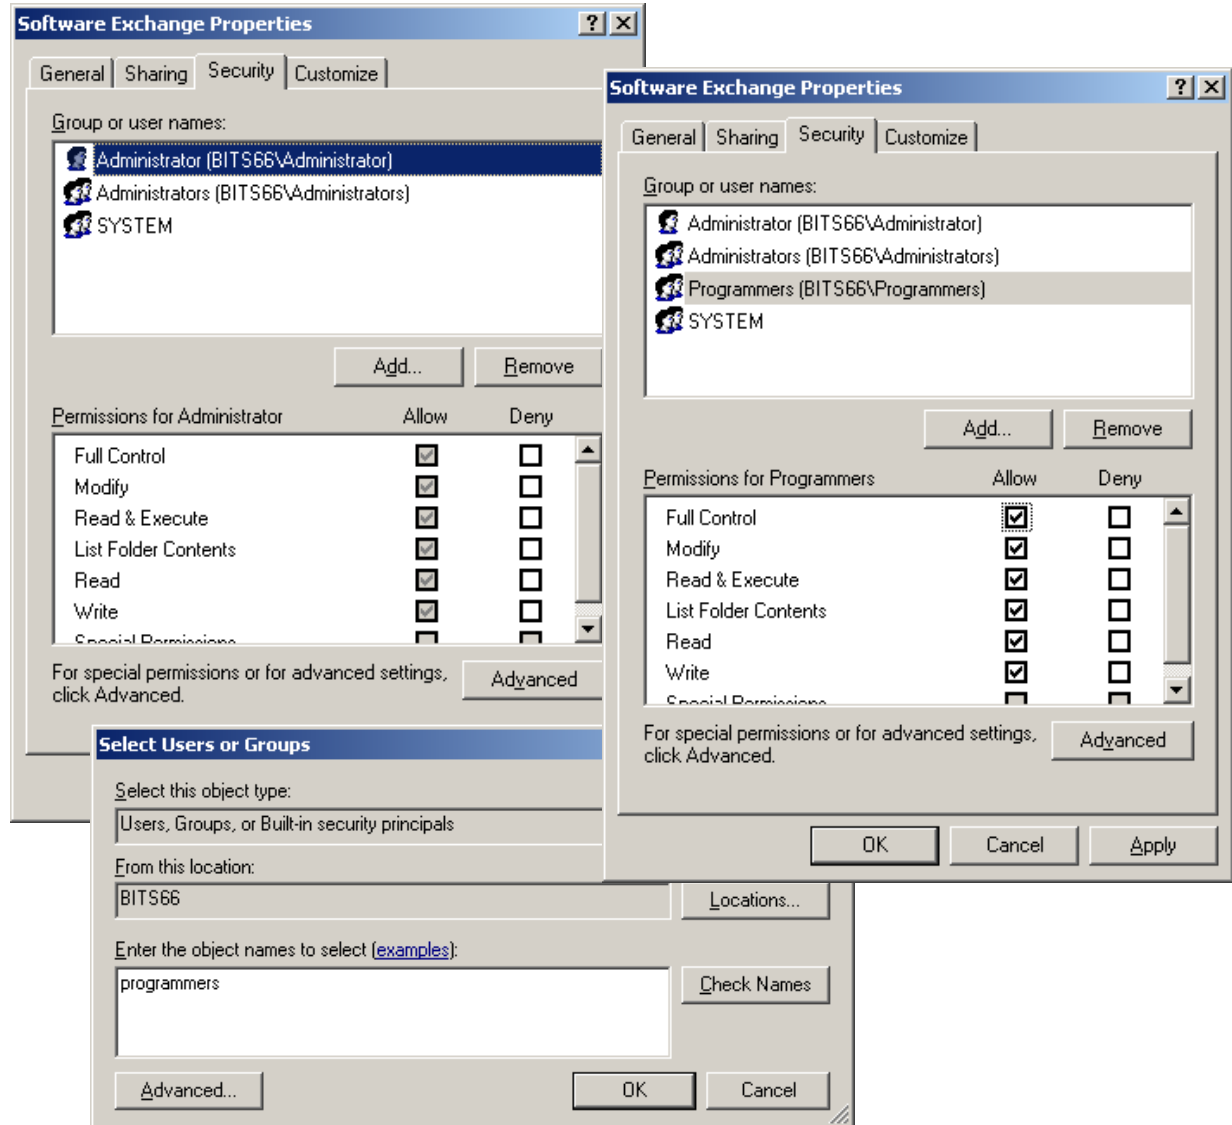 Software Exchange Properties
General Sharing Security Customize
Group or user names:
Administrator (BITS66\Administrator)
Administrators (BITS66\Administrators)
SYSTEM
Add... Remove
Permissions for Administrator Allow Deny
Full Control
Modify
Read & Execute
List Folder Contents
Read
Write
Special Permissions
For special permissions or for advanced settings,
click Advanced.
Advanced
Software Exchange Properties
General Sharing Security Customize
Group or user names:
Administrator (BITS66\Administrator)
Administrators (BITS66\Administrators)
Programmers (BITS66\Programmers)
SYSTEM
Add... Remove
Permissions for Programmers Allow Deny
Full Control
Modify
Read & Execute
List Folder Contents
Read
Write
Special Permissions
For special permissions or for advanced settings,
click Advanced.
Advanced
OK Cancel Apply
Select Users or Groups
Select this object type:
Users, Groups, or Built-in security principals
From this location:
BITS66
Locations...
Enter the object names to select (examples):
programmers
Check Names
Advanced... OK Cancel